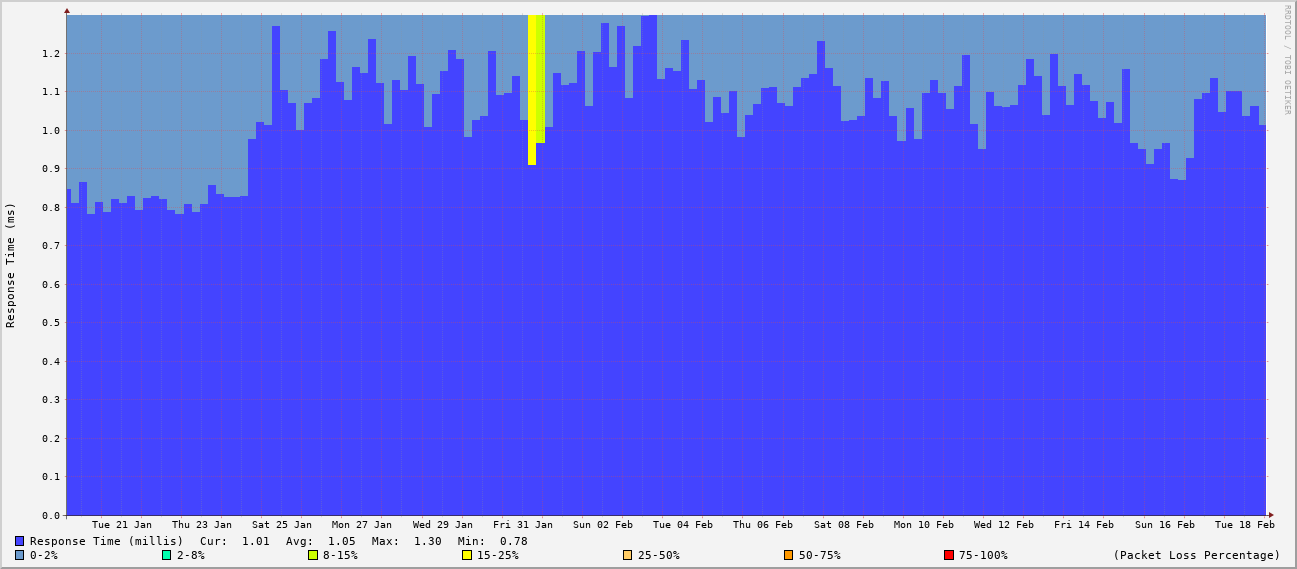 RRDTOOL / TOBI OETIKER
Response Time (ms)
1.2
1.1
1.0
0.9
0.8
0.7
0.6
0.5
0.4
0.3
0.2
0.1
0.0
Tue 21 Jan Thu 23 Jan Sat 25 Jan Mon 27 Jan Wed 29 Jan Fri 31 Jan Sun 02 Feb Tue 04 Feb Thu 06 Feb Sat 08 Feb Mon 10 Feb Wed 12 Feb Fri 14 Feb Sun 16 Feb Tue 18 Feb
Response Time (millis) Cur: 1.01 Avg: 1.05 Max: 1.30 Min: 0.78
0-2% 2-8% 8-15% 15-25% 25-50% 50-75% 75-100% (Packet Loss Percentage)